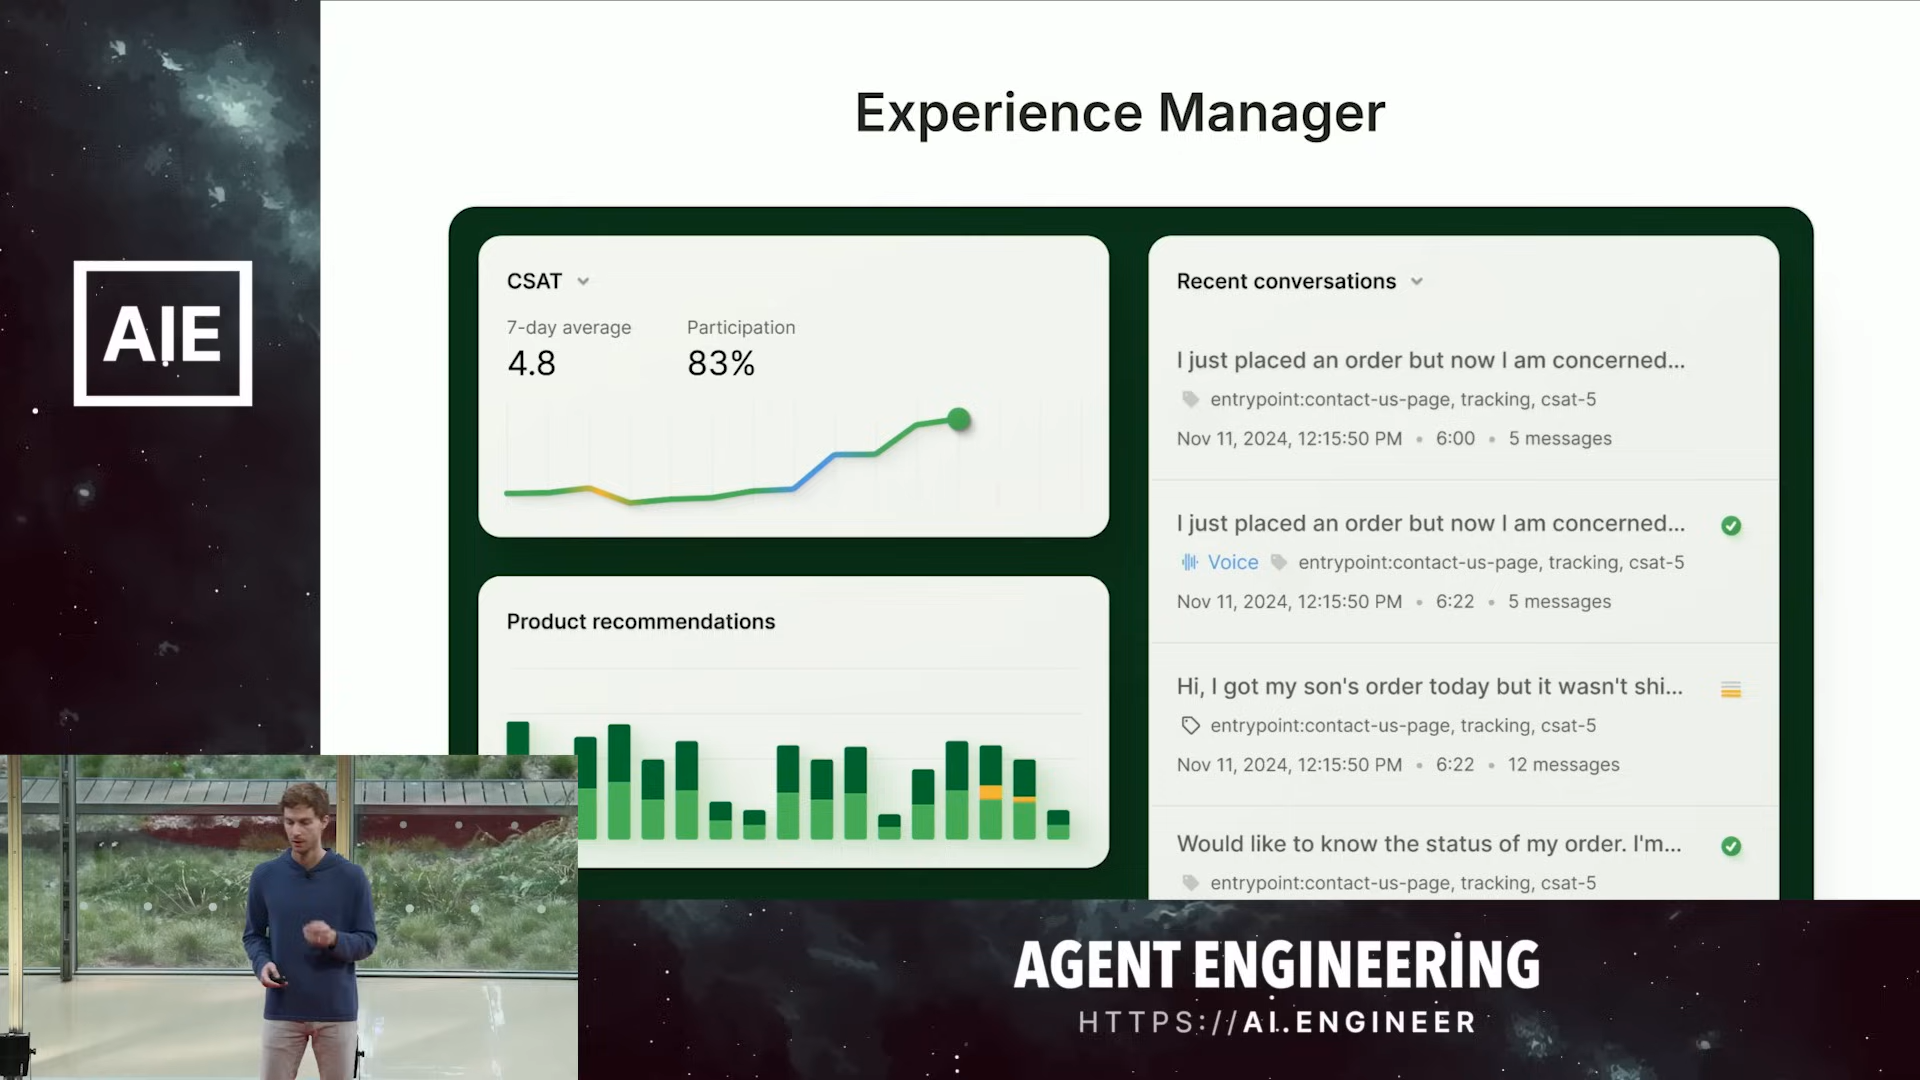 AIE
Experience Manager
CSAT
7-day average
Participation
4.8
83%
Product recommendations
Recent conversations
I just placed an order but now I am concerned...
entrypoint:contact-us-page, tracking, csat-5
Nov 11, 2024, 12:15:50 PM • 6:00 • 5 messages
I just placed an order but now I am concerned...
Voice entrypoint:contact-us-page, tracking, csat-5
Nov 11, 2024, 12:15:50 PM • 6:22 • 5 messages
Hi, I got my son's order today but it wasn't shi...
entrypoint:contact-us-page, tracking, csat-5
Nov 11, 2024, 12:15:50 PM • 6:22 • 12 messages
Would like to know the status of my order. I'm...
entrypoint:contact-us-page, tracking, csat-5
AGENT ENGINEERING
HTTPS://AI.ENGINEER